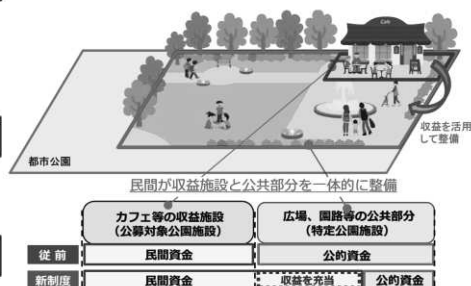 Cafe
収益を活用
して整備
都市公園
民間が収益施設と公共部分を一体的に整備
カフェ等の収益施設
(公募対象公園施設)
広場、園路等の公共部分
(特定公園施設)
従前 民間資金 公的資金
新制度 民間資金 収益を充当 公的資金